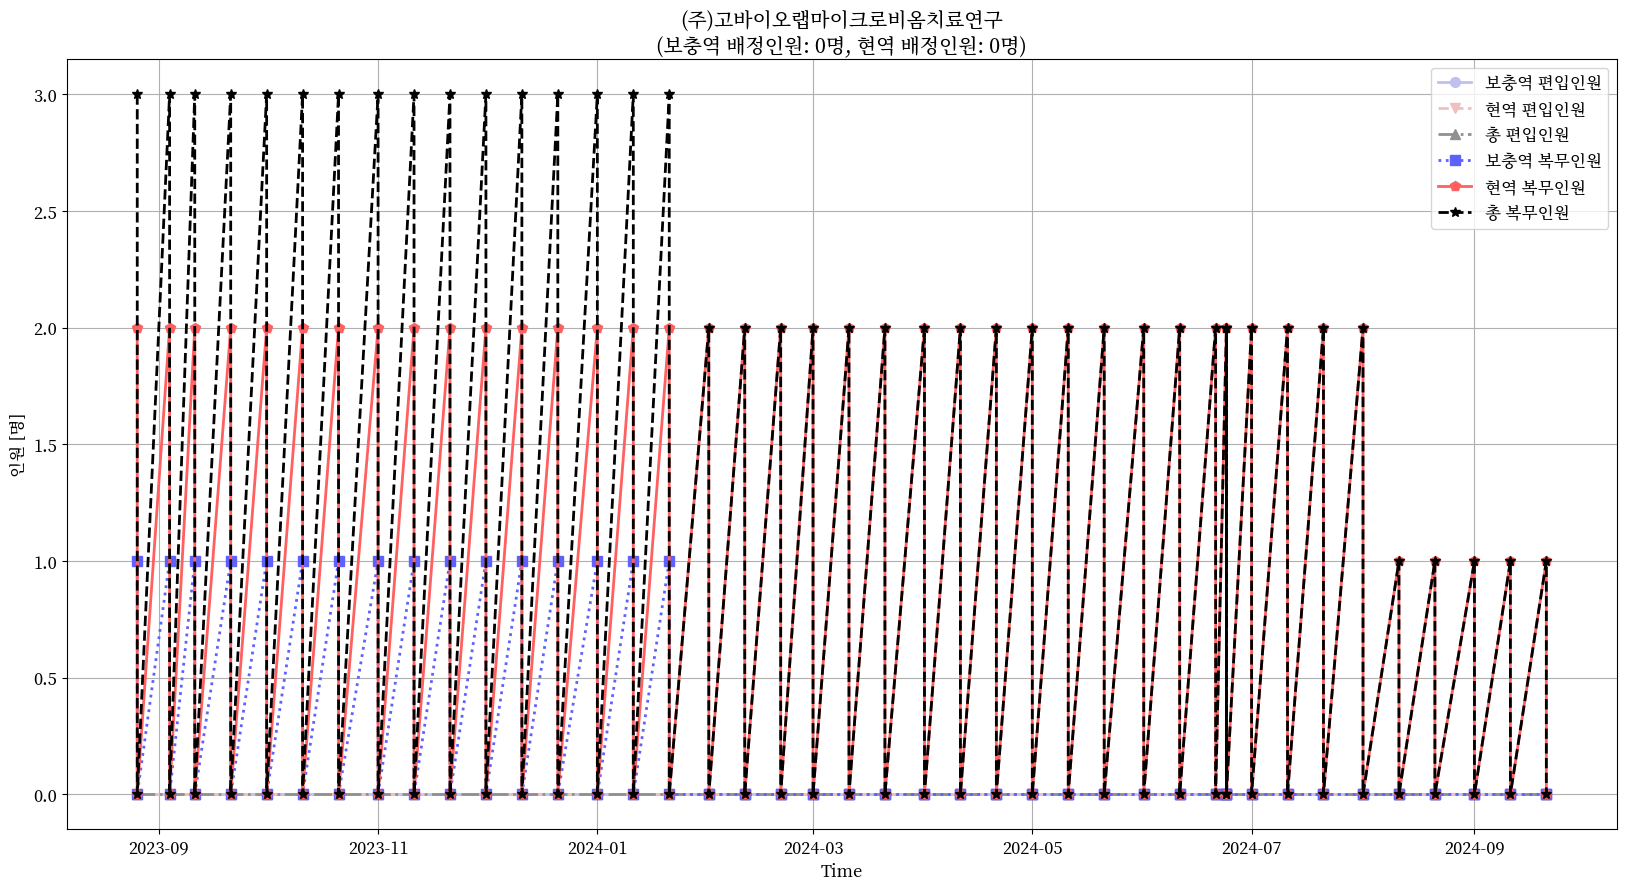 (주)고바이오랩마이크로비옴치료연구
(보충역 배정인원: 0명, 현역 배정인원: 0명)
보충역 편입인원
현역 편입인원
총 편입인원
보충역 복무인원
현역 복무인원
총 복무인원
인원 [명]
3.0
2.5
2.0
1.5
1.0
0.5
0.0
2023-09
2023-11
2024-01
2024-03
2024-05
2024-07
2024-09
Time